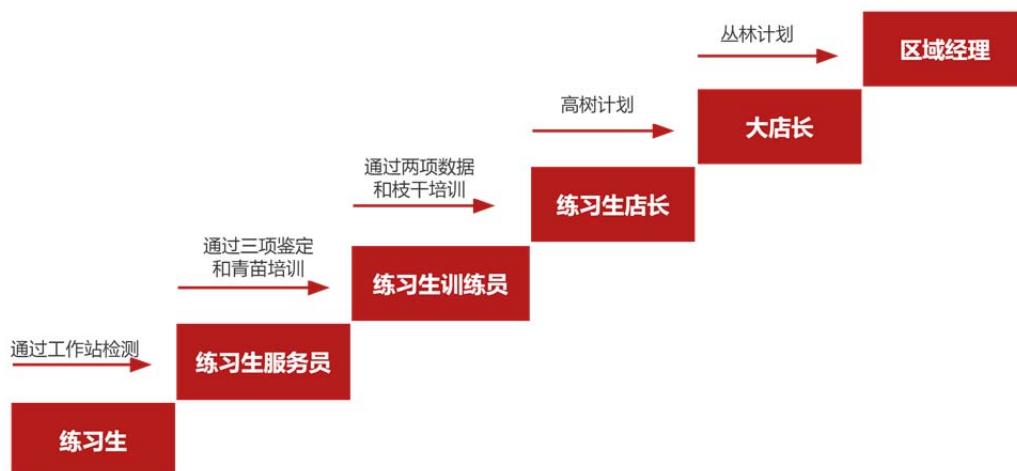 丛林计划
区域经理
高树计划
大店长
通过两项数据
和枝干培训
练习生店长
通过三项鉴定
和青苗培训
练习生训练员
通过工作站检测
练习生服务员
练习生